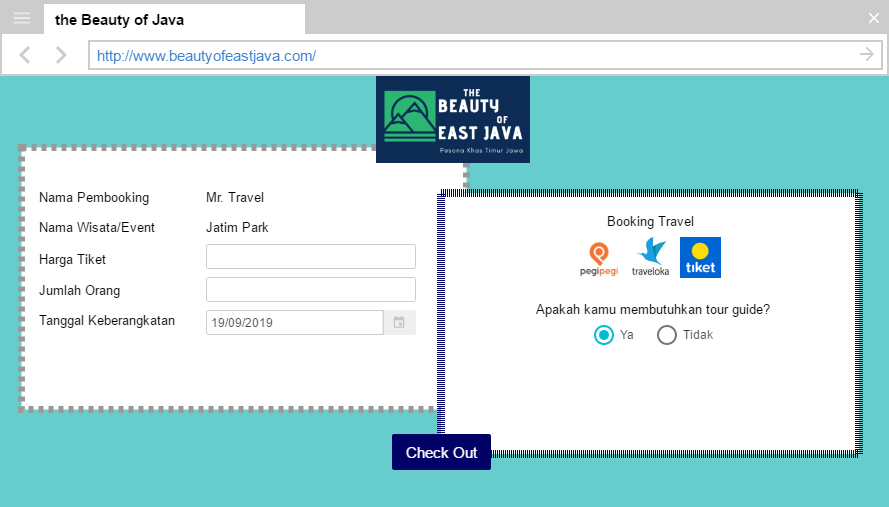 the Beauty of Java
http://www.beautyofeastjava.com/
THE
BEAUTY
OF
EAST JAVA
Pesona Khas Timur Jawa
Nama Pembooking Mr. Travel
Nama Wisata/Event Jatim Park
Harga Tiket
Jumlah Orang
Tanggal Keberangkatan 19/09/2019
Booking Travel
pegipegi traveloka tiket
Apakah kamu membutuhkan tour guide?
Ya Tidak
Check Out